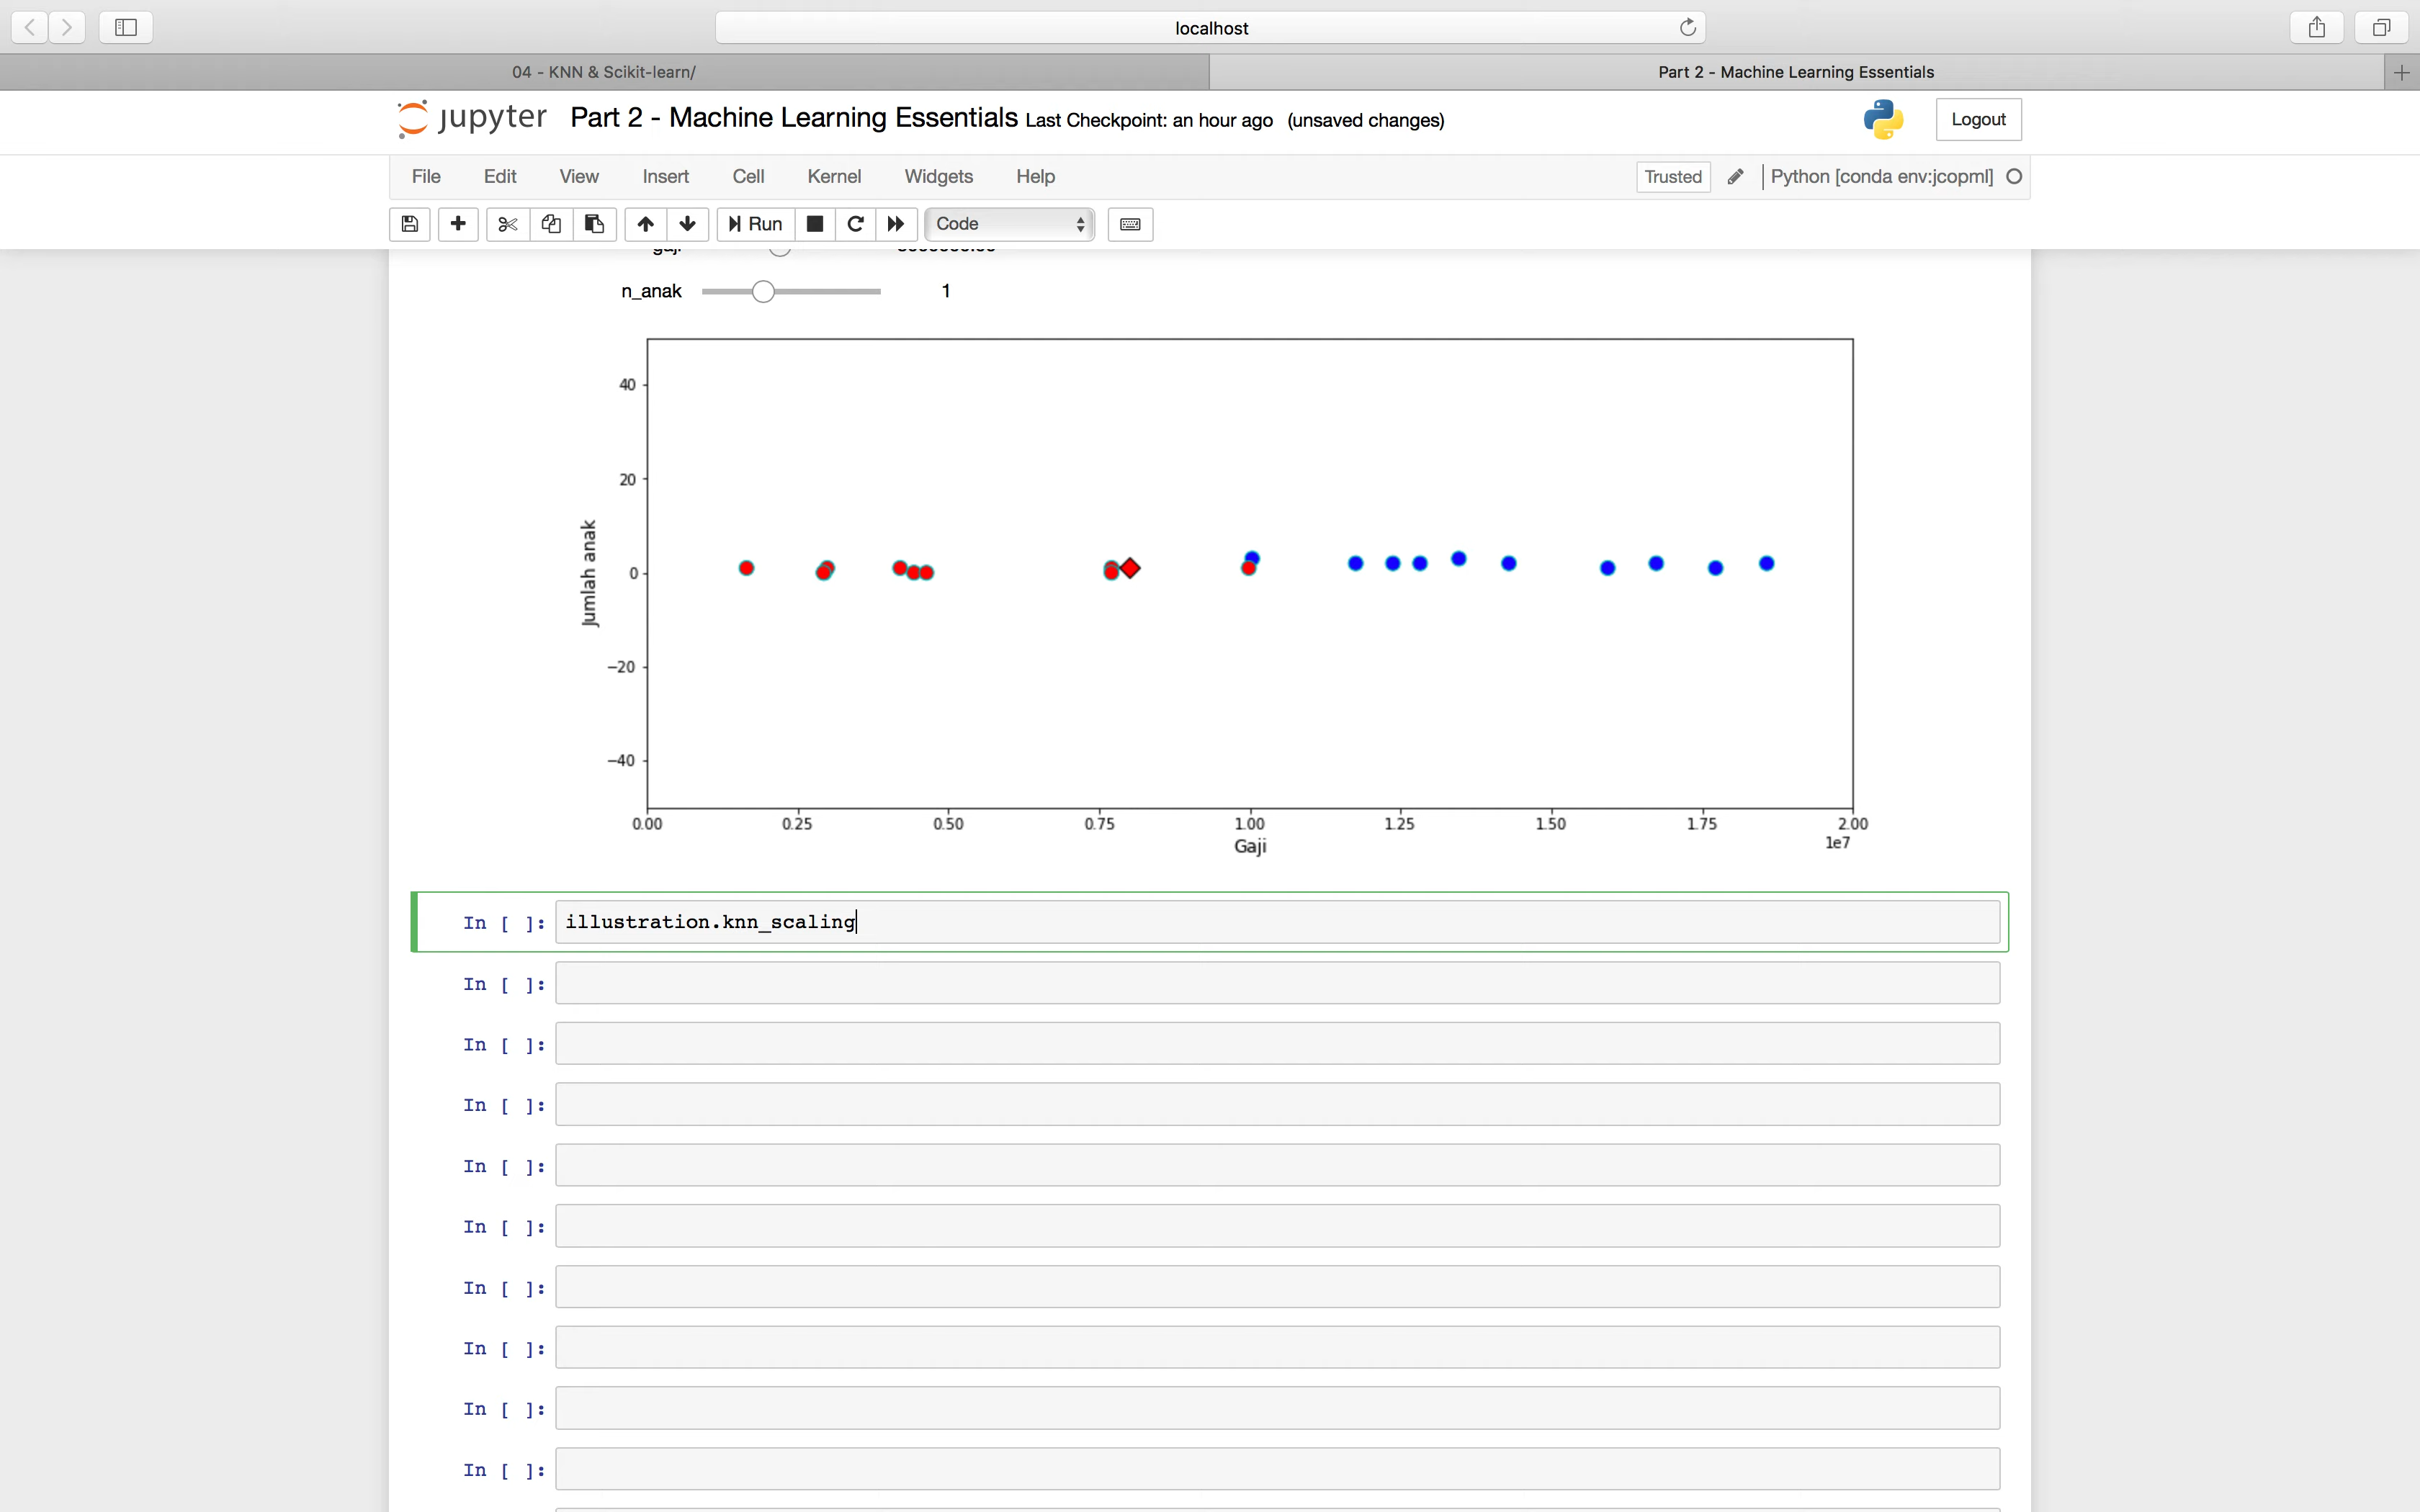 localhost
04 - KNN & Scikit-learn/
Part 2 - Machine Learning Essentials
jupyter Part 2 - Machine Learning Essentials Last Checkpoint: an hour ago (unsaved changes)
Logout
File Edit View Insert Cell Kernel Widgets Help
Trusted Python [conda env:jcopml]
Run Code
n_anak 1
40
20
0
−20
−40
Jumlah anak
0.00 0.25 0.50 0.75 1.00 1.25 1.50 1.75 2.00
1e7
Gaji
In [ ]: illustration.knn_scaling
In [ ]:
In [ ]:
In [ ]:
In [ ]:
In [ ]:
In [ ]:
In [ ]:
In [ ]:
In [ ]: